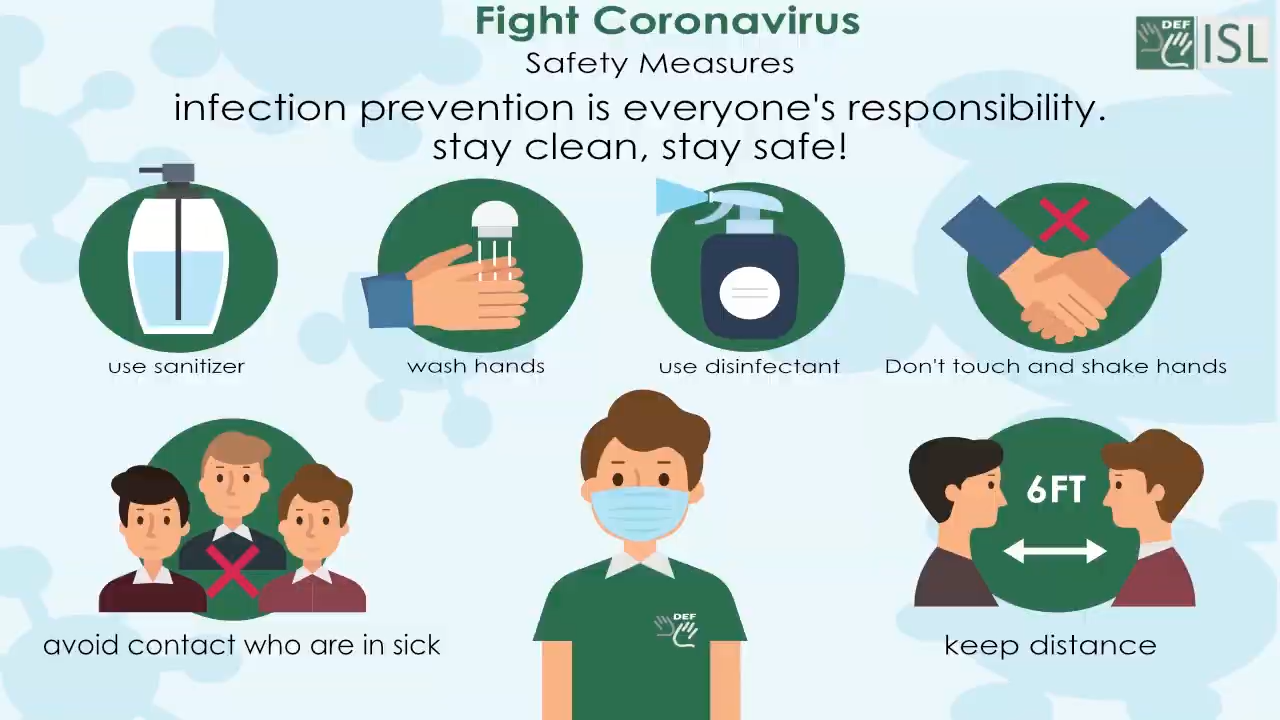 Fight Coronavirus
DEF
ISL
Safety Measures
infection prevention is everyone's responsibility.
stay clean, stay safe!
use sanitizer
wash hands
use disinfectant
Don't touch and shake hands
6FT
DEF
avoid contact who are in sick
keep distance